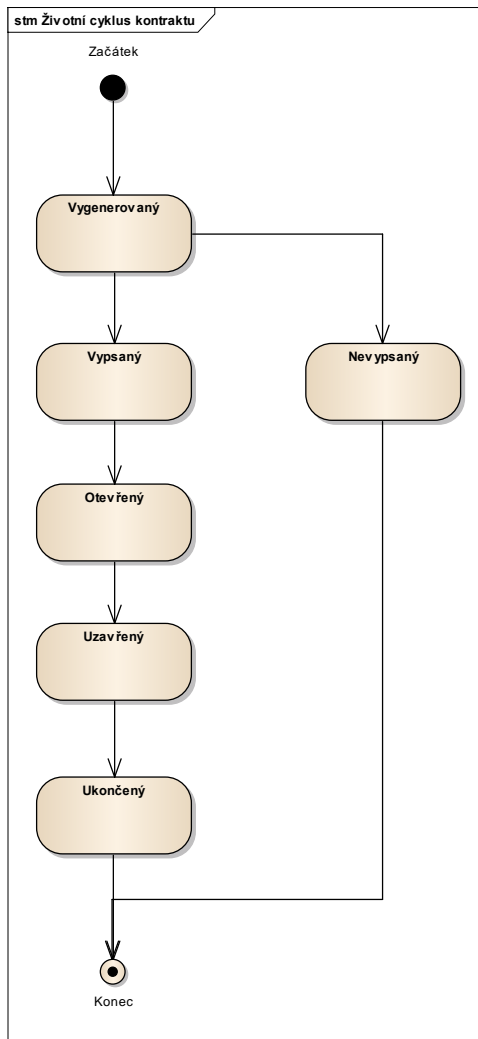 stm Životní cyklus kontraktu
Začátek
Vygenerovaný
Vypsaný
Nevypsaný
Otevřený
Uzavřený
Ukončený
Konec